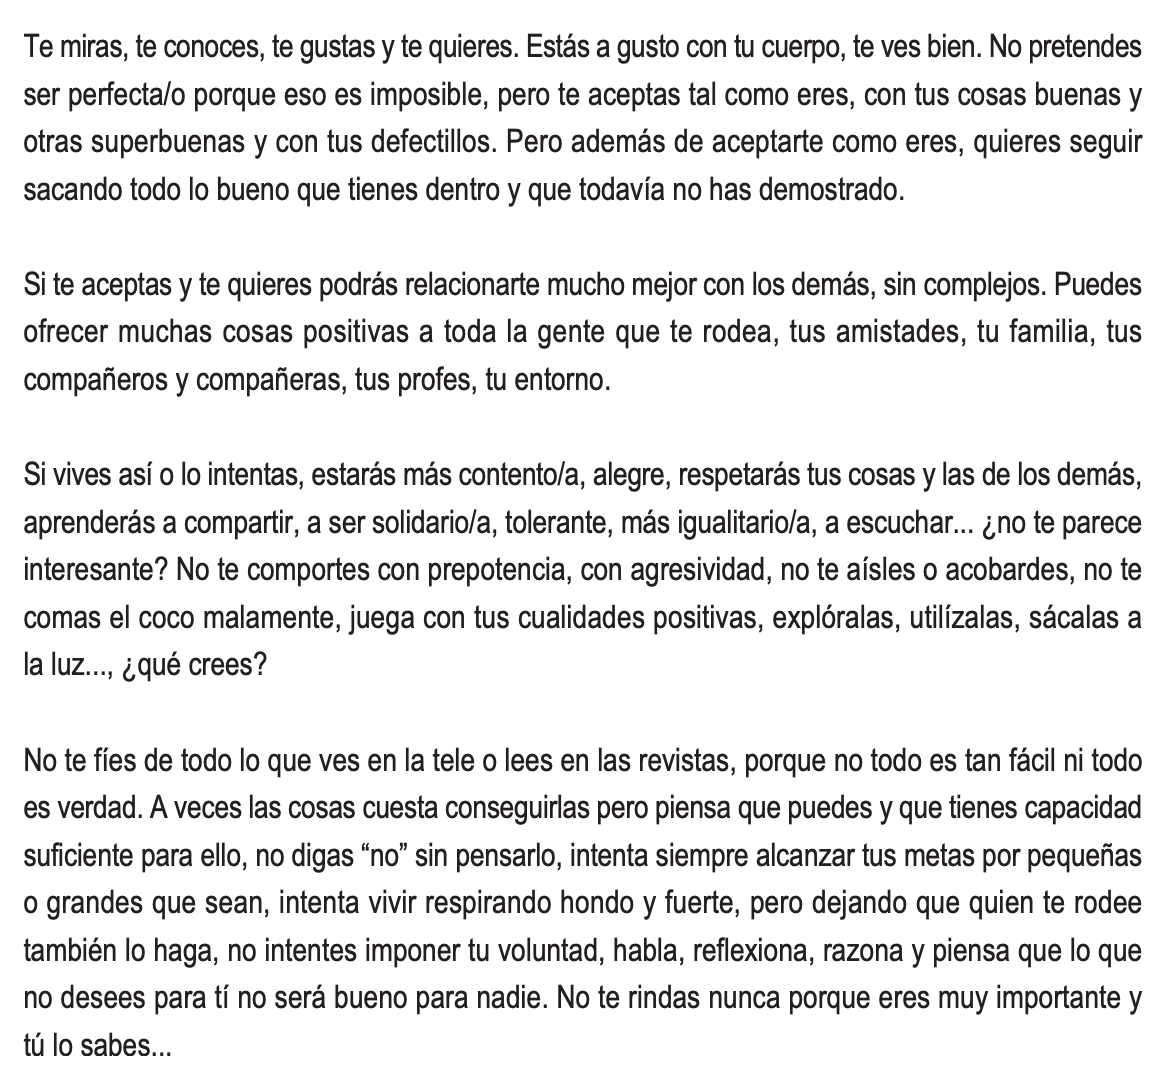 Te miras, te conoces, te gustas y te quieres. Estás a gusto con tu cuerpo, te ves bien. No pretendes
ser perfecta/o porque eso es imposible, pero te aceptas tal como eres, con tus cosas buenas y
otras superbuenas y con tus defectillos. Pero además de aceptarte como eres, quieres seguir
sacando todo lo bueno que tienes dentro y que todavía no has demostrado.
Si te aceptas y te quieres podrás relacionarte mucho mejor con los demás, sin complejos. Puedes
ofrecer muchas cosas positivas a toda la gente que te rodea, tus amistades, tu familia, tus
compañeros y compañeras, tus profes, tu entorno.
Si vives así o lo intentas, estarás más contento/a, alegre, respetarás tus cosas y las de los demás,
aprenderás a compartir, a ser solidario/a, tolerante, más igualitario/a, a escuchar... ¿no te parece
interesante? No te comportes con prepotencia, con agresividad, no te aísles o acobardes, no te
comas el coco malamente, juega con tus cualidades positivas, explóralas, utilízalas, sácalas a
la luz..., ¿qué crees?
No te fíes de todo lo que ves en la tele o lees en las revistas, porque no todo es tan fácil ni todo
es verdad. A veces las cosas cuesta conseguirlas pero piensa que puedes y que tienes capacidad
suficiente para ello, no digas “no” sin pensarlo, intenta siempre alcanzar tus metas por pequeñas
o grandes que sean, intenta vivir respirando hondo y fuerte, pero dejando que quien te rodee
también lo haga, no intentes imponer tu voluntad, habla, reflexiona, razona y piensa que lo que
no desees para tí no será bueno para nadie. No te rindas nunca porque eres muy importante y
tú lo sabes...